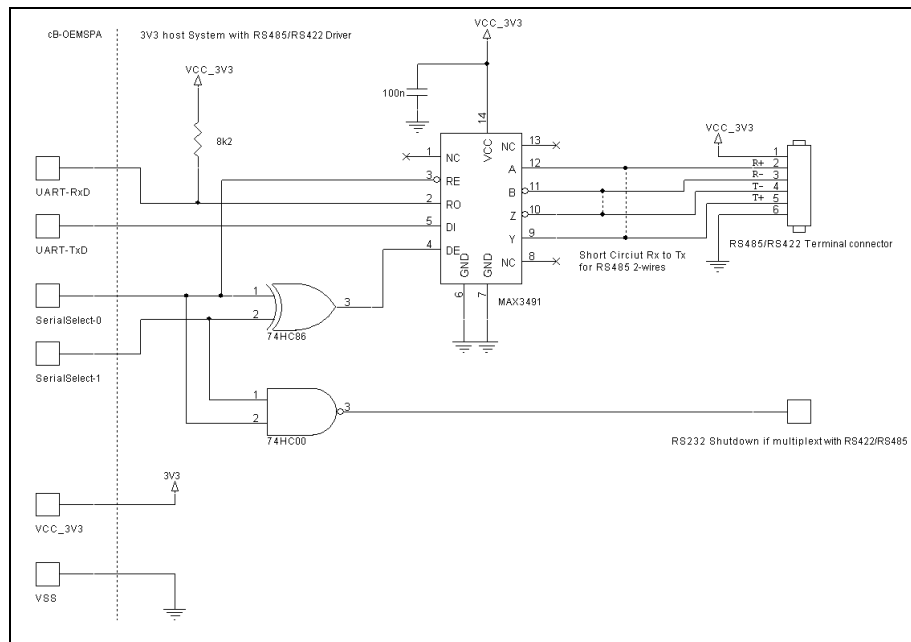 cB-OEMSPA
3V3 host System with RS485/RS422 Driver
VCC_3V3
VCC_3V3
100n
8k2
14
VCC
1
NC
NC
13
VCC_3V3
3
RE
A
12
R+
1
2
UART-RxD
2
RO
B
11
R-
3
T-
4
5
DI
Z
10
T+
5
6
UART-TxD
4
DE
Y
9
RS485/RS422 Terminal connector
GND
GND
NC
8
Short Circiut Rx to Tx
for RS485 2-wires
6
7
MAX3491
1
2
3
SerialSelect-0
74HC86
SerialSelect-1
1
2
3
74HC00
RS232 Shutdown if multiplext with RS422/RS485
3V3
VCC_3V3
VSS